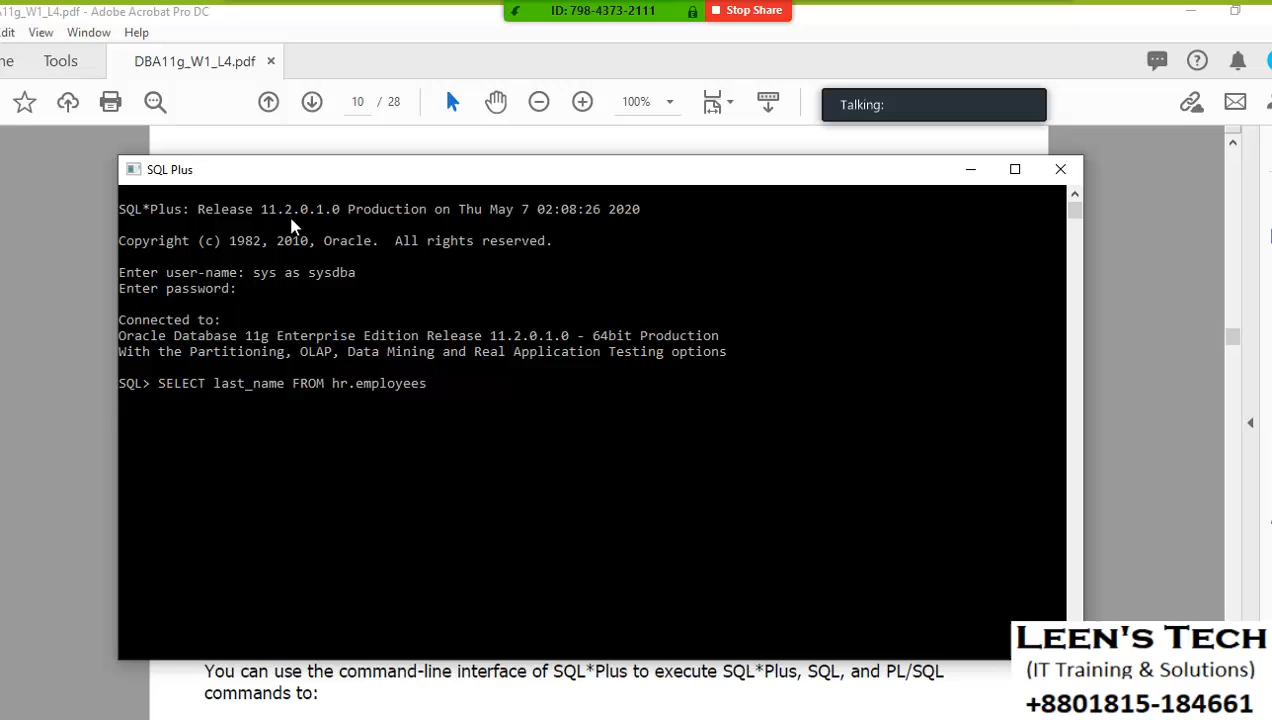 A11g_W1_L4.pdf - Adobe Acrobat Pro DC
ID: 798-4373-2111
Stop Share
dit View Window Help
ne Tools DBA11g_W1_L4.pdf ×
10 / 28
100%
Talking:
SQL Plus
SQL*Plus: Release 11.2.0.1.0 Production on Thu May 7 02:08:26 2020
Copyright (c) 1982, 2010, Oracle. All rights reserved.
Enter user-name: sys as sysdba
Enter password:
Connected to:
Oracle Database 11g Enterprise Edition Release 11.2.0.1.0 - 64bit Production
With the Partitioning, OLAP, Data Mining and Real Application Testing options
SQL> SELECT last_name FROM hr.employees
You can use the command-line interface of SQL*Plus to execute SQL*Plus, SQL, and PL/SQL
commands to:
LEEN'S TECH
(IT Training & Solutions)
+8801815-184661